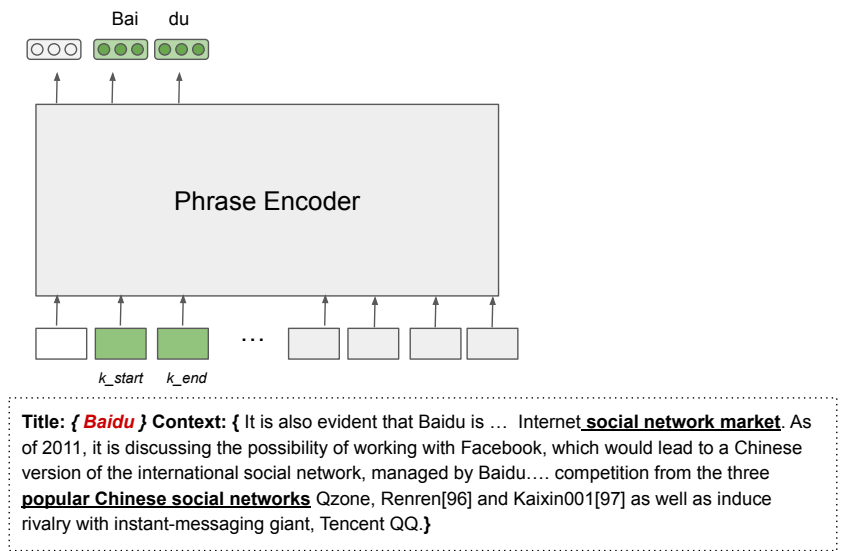 Bai du
Phrase Encoder
...
k_start k_end
Title: { Baidu } Context: { It is also evident that Baidu is … Internet social network market. As
of 2011, it is discussing the possibility of working with Facebook, which would lead to a Chinese
version of the international social network, managed by Baidu…. competition from the three
popular Chinese social networks Qzone, Renren[96] and Kaixin001[97] as well as induce
rivalry with instant-messaging giant, Tencent QQ.}